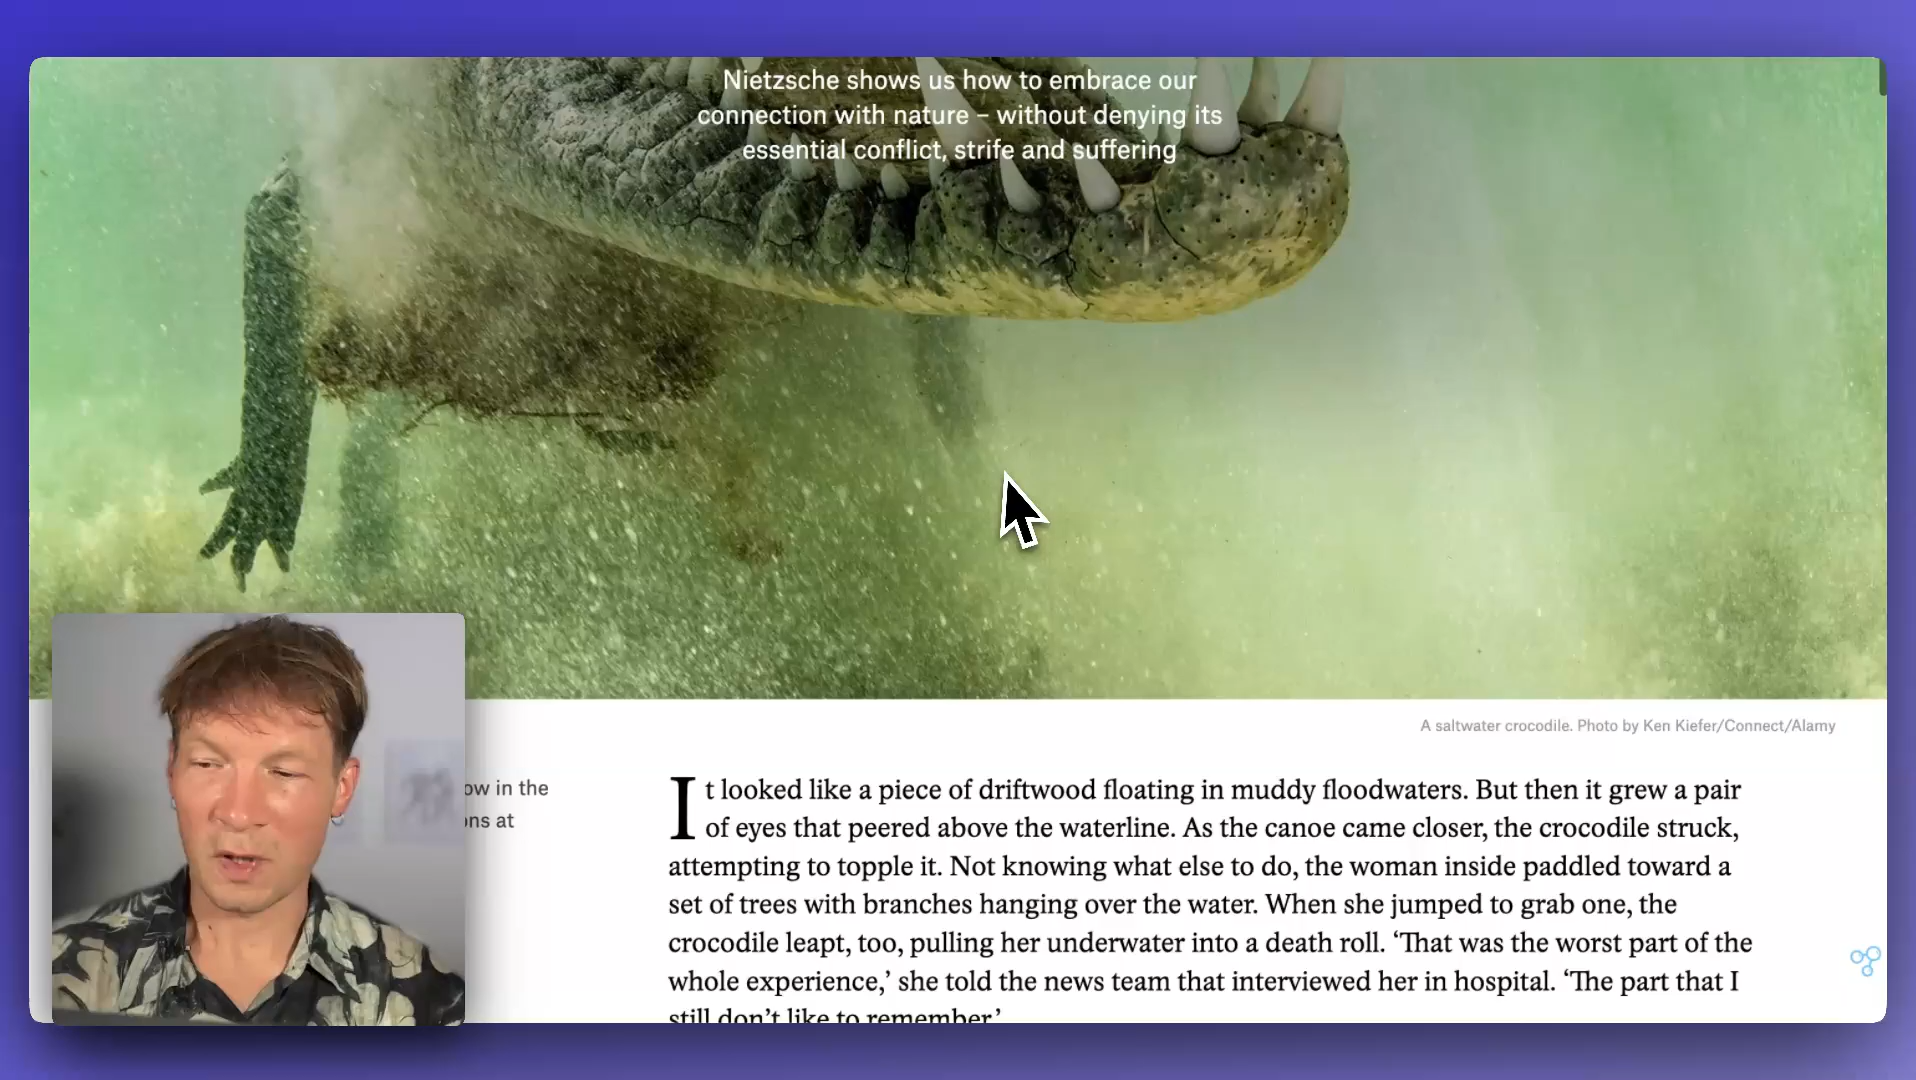 Nietzsche shows us how to embrace our
connection with nature – without denying its
essential conflict, strife and suffering
A saltwater crocodile. Photo by Ken Kiefer/Connect/Alamy
ow in the
ns at
It looked like a piece of driftwood floating in muddy floodwaters. But then it grew a pair
of eyes that peered above the waterline. As the canoe came closer, the crocodile struck,
attempting to topple it. Not knowing what else to do, the woman inside paddled toward a
set of trees with branches hanging over the water. When she jumped to grab one, the
crocodile leapt, too, pulling her underwater into a death roll. ‘That was the worst part of the
whole experience,’ she told the news team that interviewed her in hospital. ‘The part that I
still don’t like to remember.’